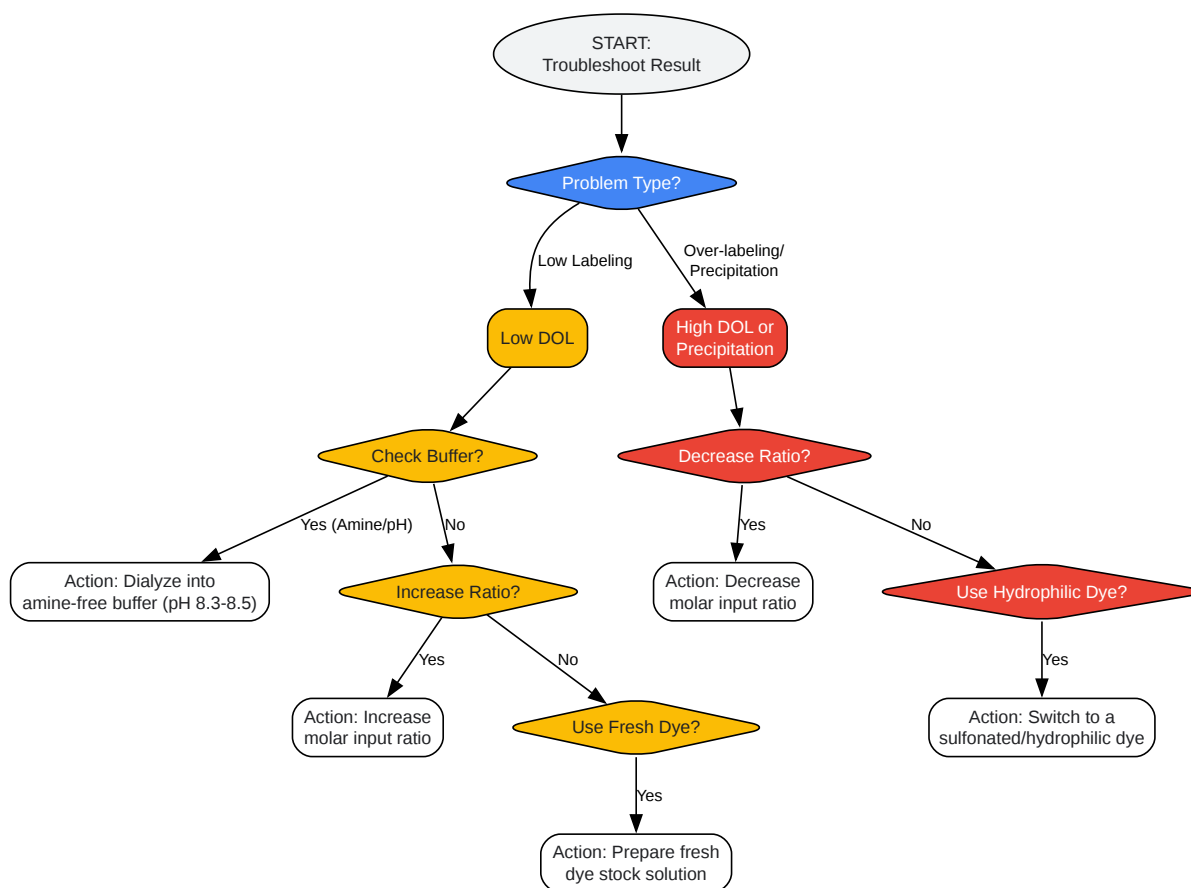 START:
Troubleshoot Result
Problem Type?
Low Labeling
Over-labeling/
Precipitation
Low DOL
High DOL or
Precipitation
Check Buffer?
Decrease Ratio?
Yes (Amine/pH)
No
Yes
No
Action: Dialyze into
amine-free buffer (pH 8.3-8.5)
Increase Ratio?
Action: Decrease
molar input ratio
Use Hydrophilic Dye?
Yes
No
Yes
Action: Increase
molar input ratio
Use Fresh Dye?
Action: Switch to a
sulfonated/hydrophilic dye
Yes
Action: Prepare fresh
dye stock solution